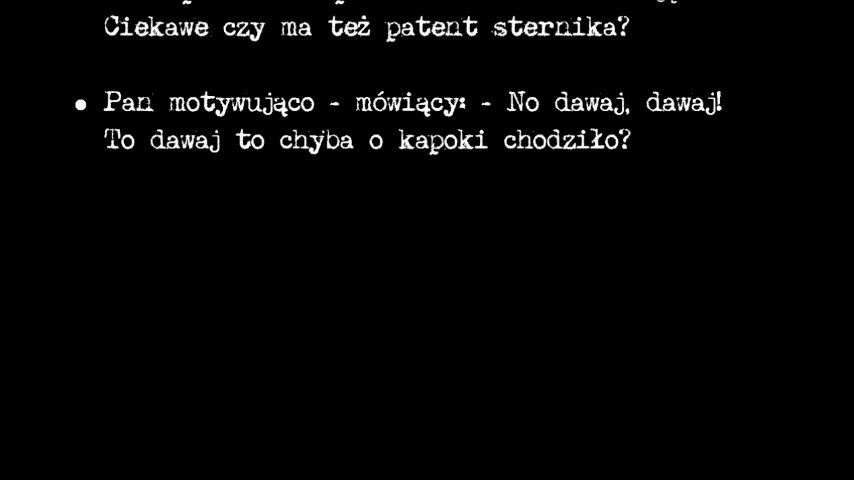 Ciekawe czy ma też patent sternika?
• Pan motywująco - mówiący: - No dawaj, dawaj!
To dawaj to chyba o kapoki chodziło?